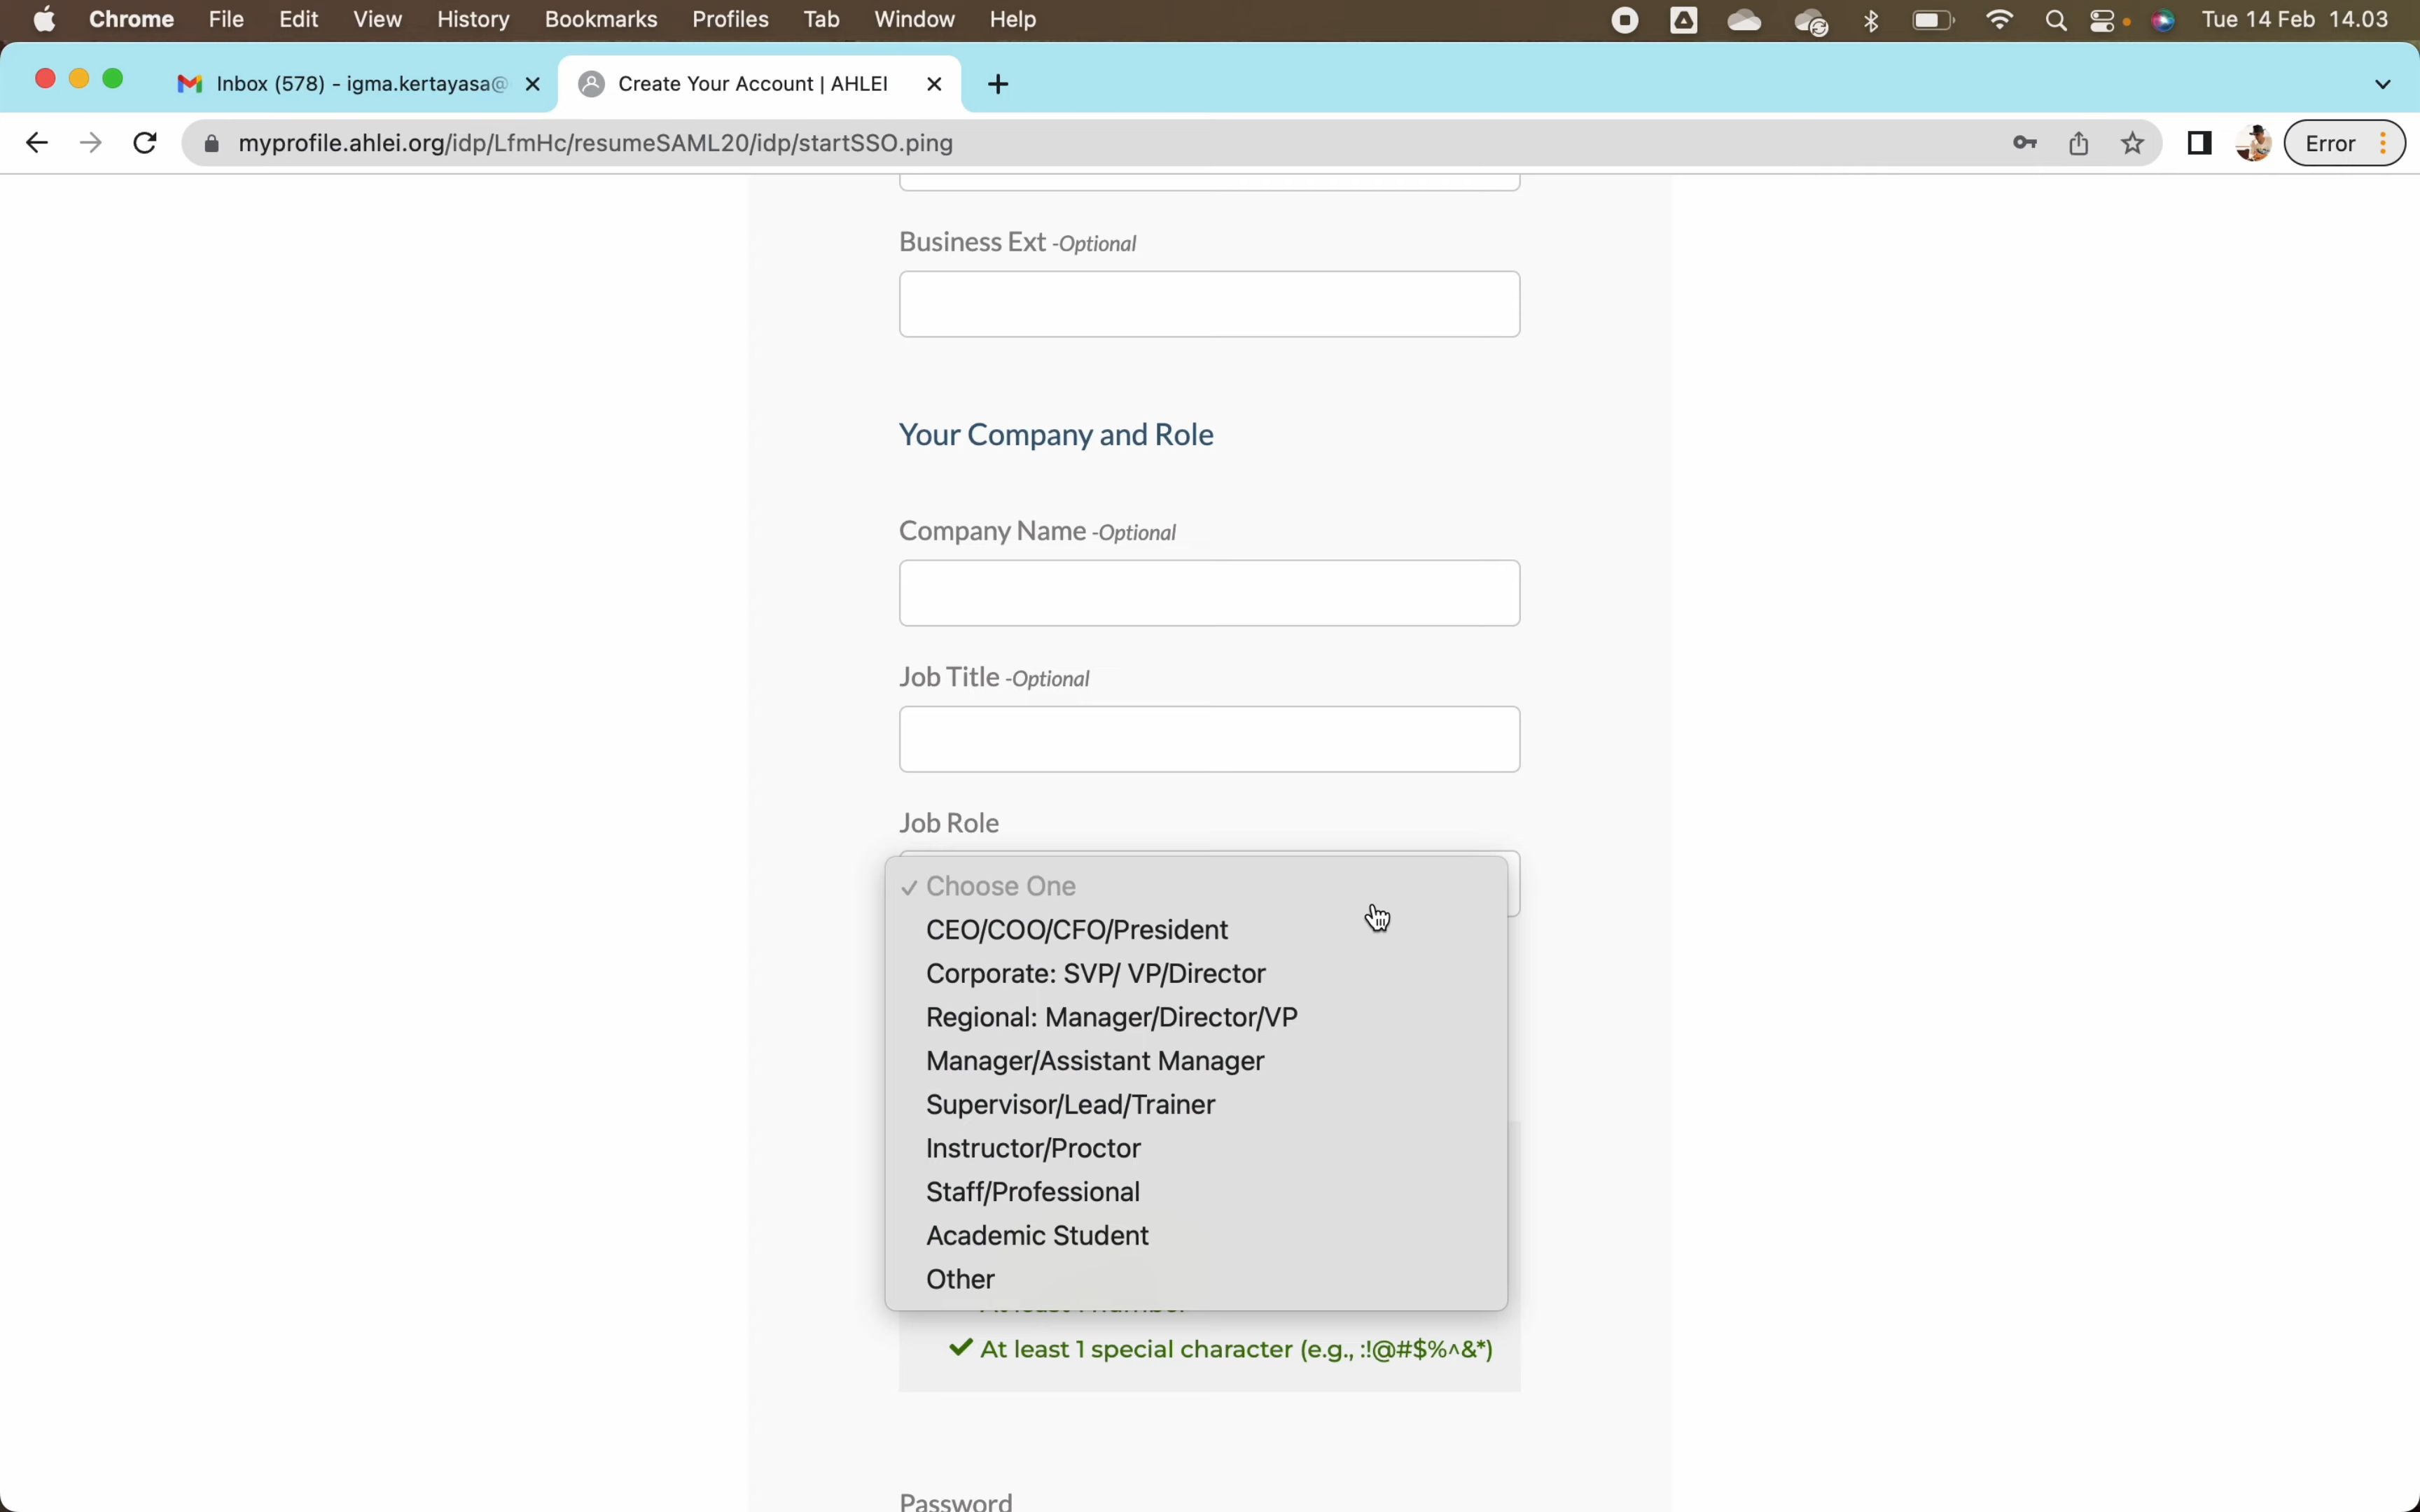 Chrome File Edit View History Bookmarks Profiles Tab Window Help Tue 14 Feb 14.03
Inbox (578) - igma.kertayasa@ Create Your Account | AHLEI
myprofile.ahlei.org/idp/LfmHc/resumeSAML20/idp/startSSO.ping Error
Business Ext -Optional
Your Company and Role
Company Name -Optional
Job Title -Optional
Job Role
✓ Choose One
CEO/COO/CFO/President
Corporate: SVP/ VP/Director
Regional: Manager/Director/VP
Manager/Assistant Manager
Supervisor/Lead/Trainer
Instructor/Proctor
Staff/Professional
Academic Student
Other
At least 1 number
✓ At least 1 special character (e.g., :!@#$%^&*)
Password